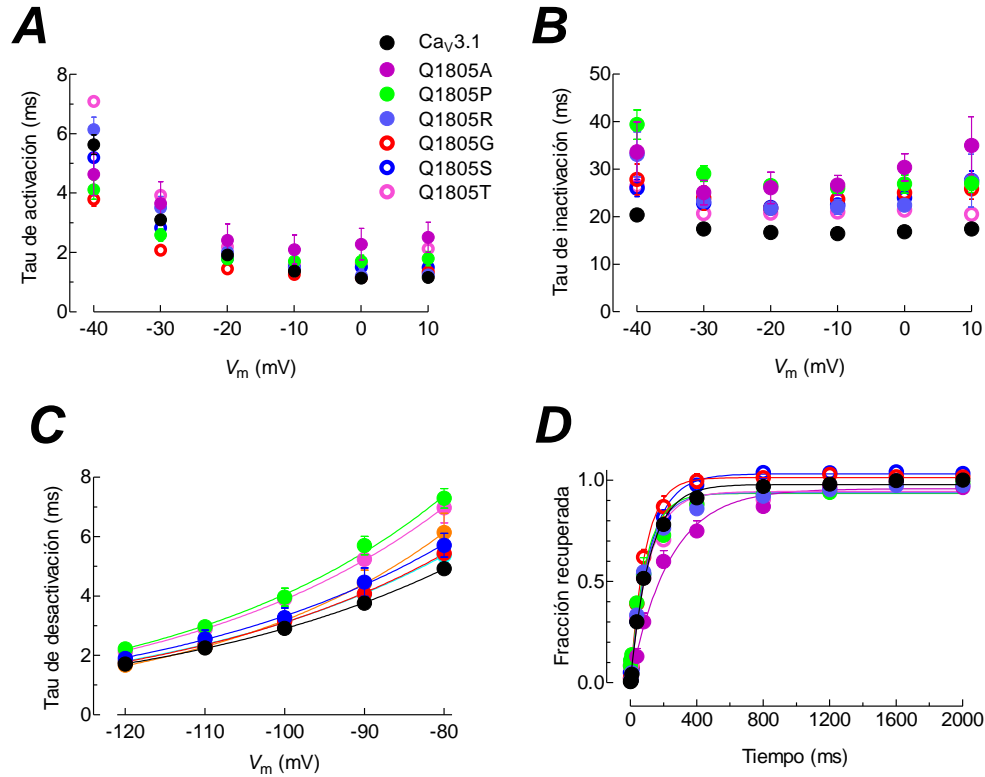 A
B
CaV3.1
Q1805A
Q1805P
Q1805R
Q1805G
Q1805S
Q1805T
Tau de activación (ms)
8
6
4
2
0
-40 -30 -20 -10 0 10
Vm (mV)
Tau de inactivación (ms)
50
40
30
20
10
0
-40 -30 -20 -10 0 10
Vm (mV)
C
D
Tau de desactivación (ms)
8
6
4
2
0
-120 -110 -100 -90 -80
Vm (mV)
Fracción recuperada
1.0
0.5
0.0
0 400 800 1200 1600 2000
Tiempo (ms)